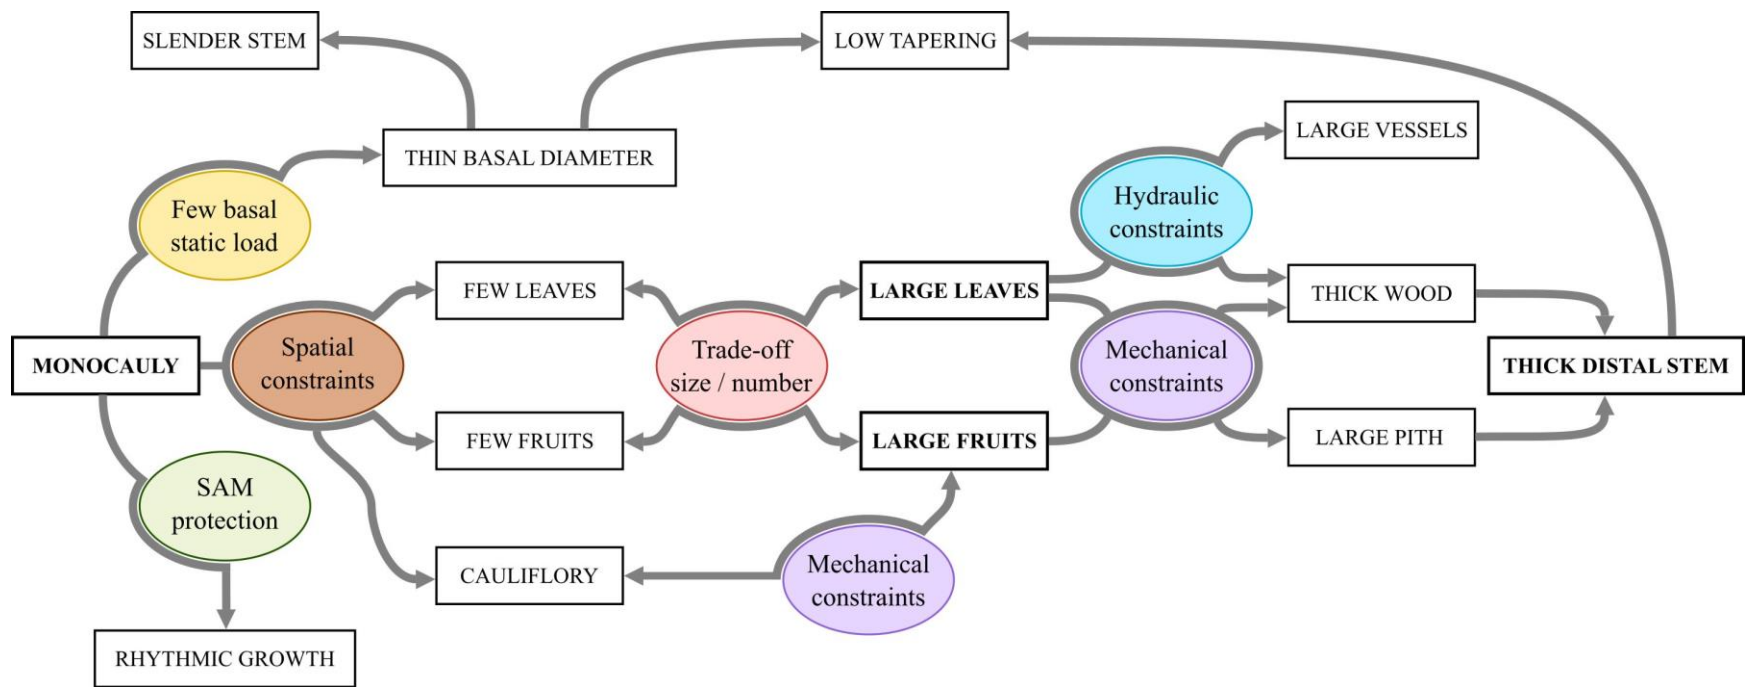 SLENDER STEM
LOW TAPERING
LARGE VESSELS
THIN BASAL DIAMETER
Few basal
static load
Hydraulic
constraints
FEW LEAVES
LARGE LEAVES
THICK WOOD
MONOCAULY
Spatial
constraints
Trade-off
size / number
Mechanical
constraints
THICK DISTAL STEM
FEW FRUITS
LARGE FRUITS
LARGE PITH
SAM
protection
CAULIFLORY
Mechanical
constraints
RHYTHMIC GROWTH